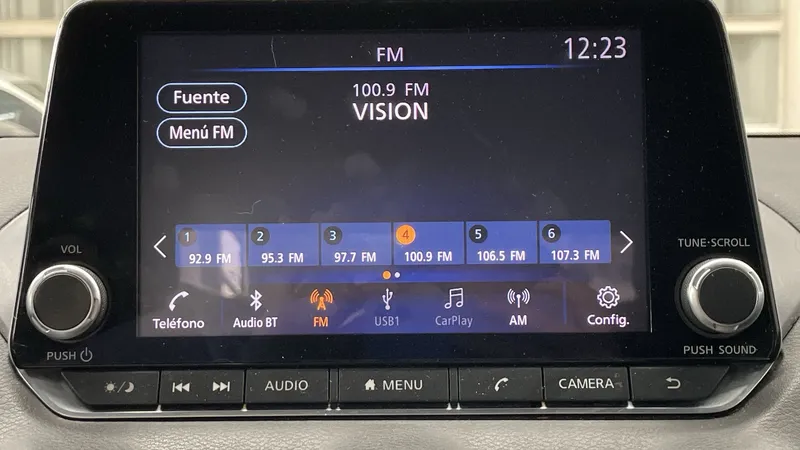 FM
12:23
Fuente
100.9 FM
VISION
Menú FM
1 2 3 4 5 6
92.9 FM 95.3 FM 97.7 FM 100.9 FM 106.5 FM 107.3 FM
VOL
TUNE·SCROLL
Teléfono Audio BT FM USB1 CarPlay AM Config.
PUSH
PUSH SOUND
AUDIO MENU CAMERA